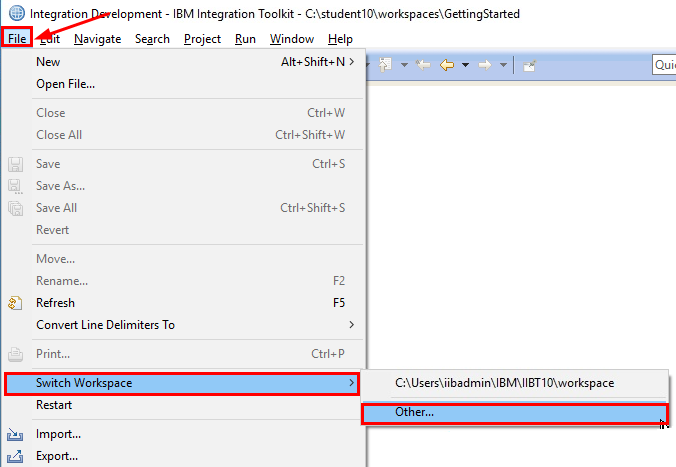 Integration Development - IBM Integration Toolkit - C:\student10\workspaces\GettingStarted
File Edit Navigate Search Project Run Window Help
New Alt+Shift+N
Open File...
Close Ctrl+W
Close All Ctrl+Shift+W
Save Ctrl+S
Save As...
Save All Ctrl+Shift+S
Revert
Move...
Rename... F2
Refresh F5
Convert Line Delimiters To
Print... Ctrl+P
Switch Workspace
C:\Users\iibadmin\IBM\IIBT10\workspace
Other...
Restart
Import...
Export...